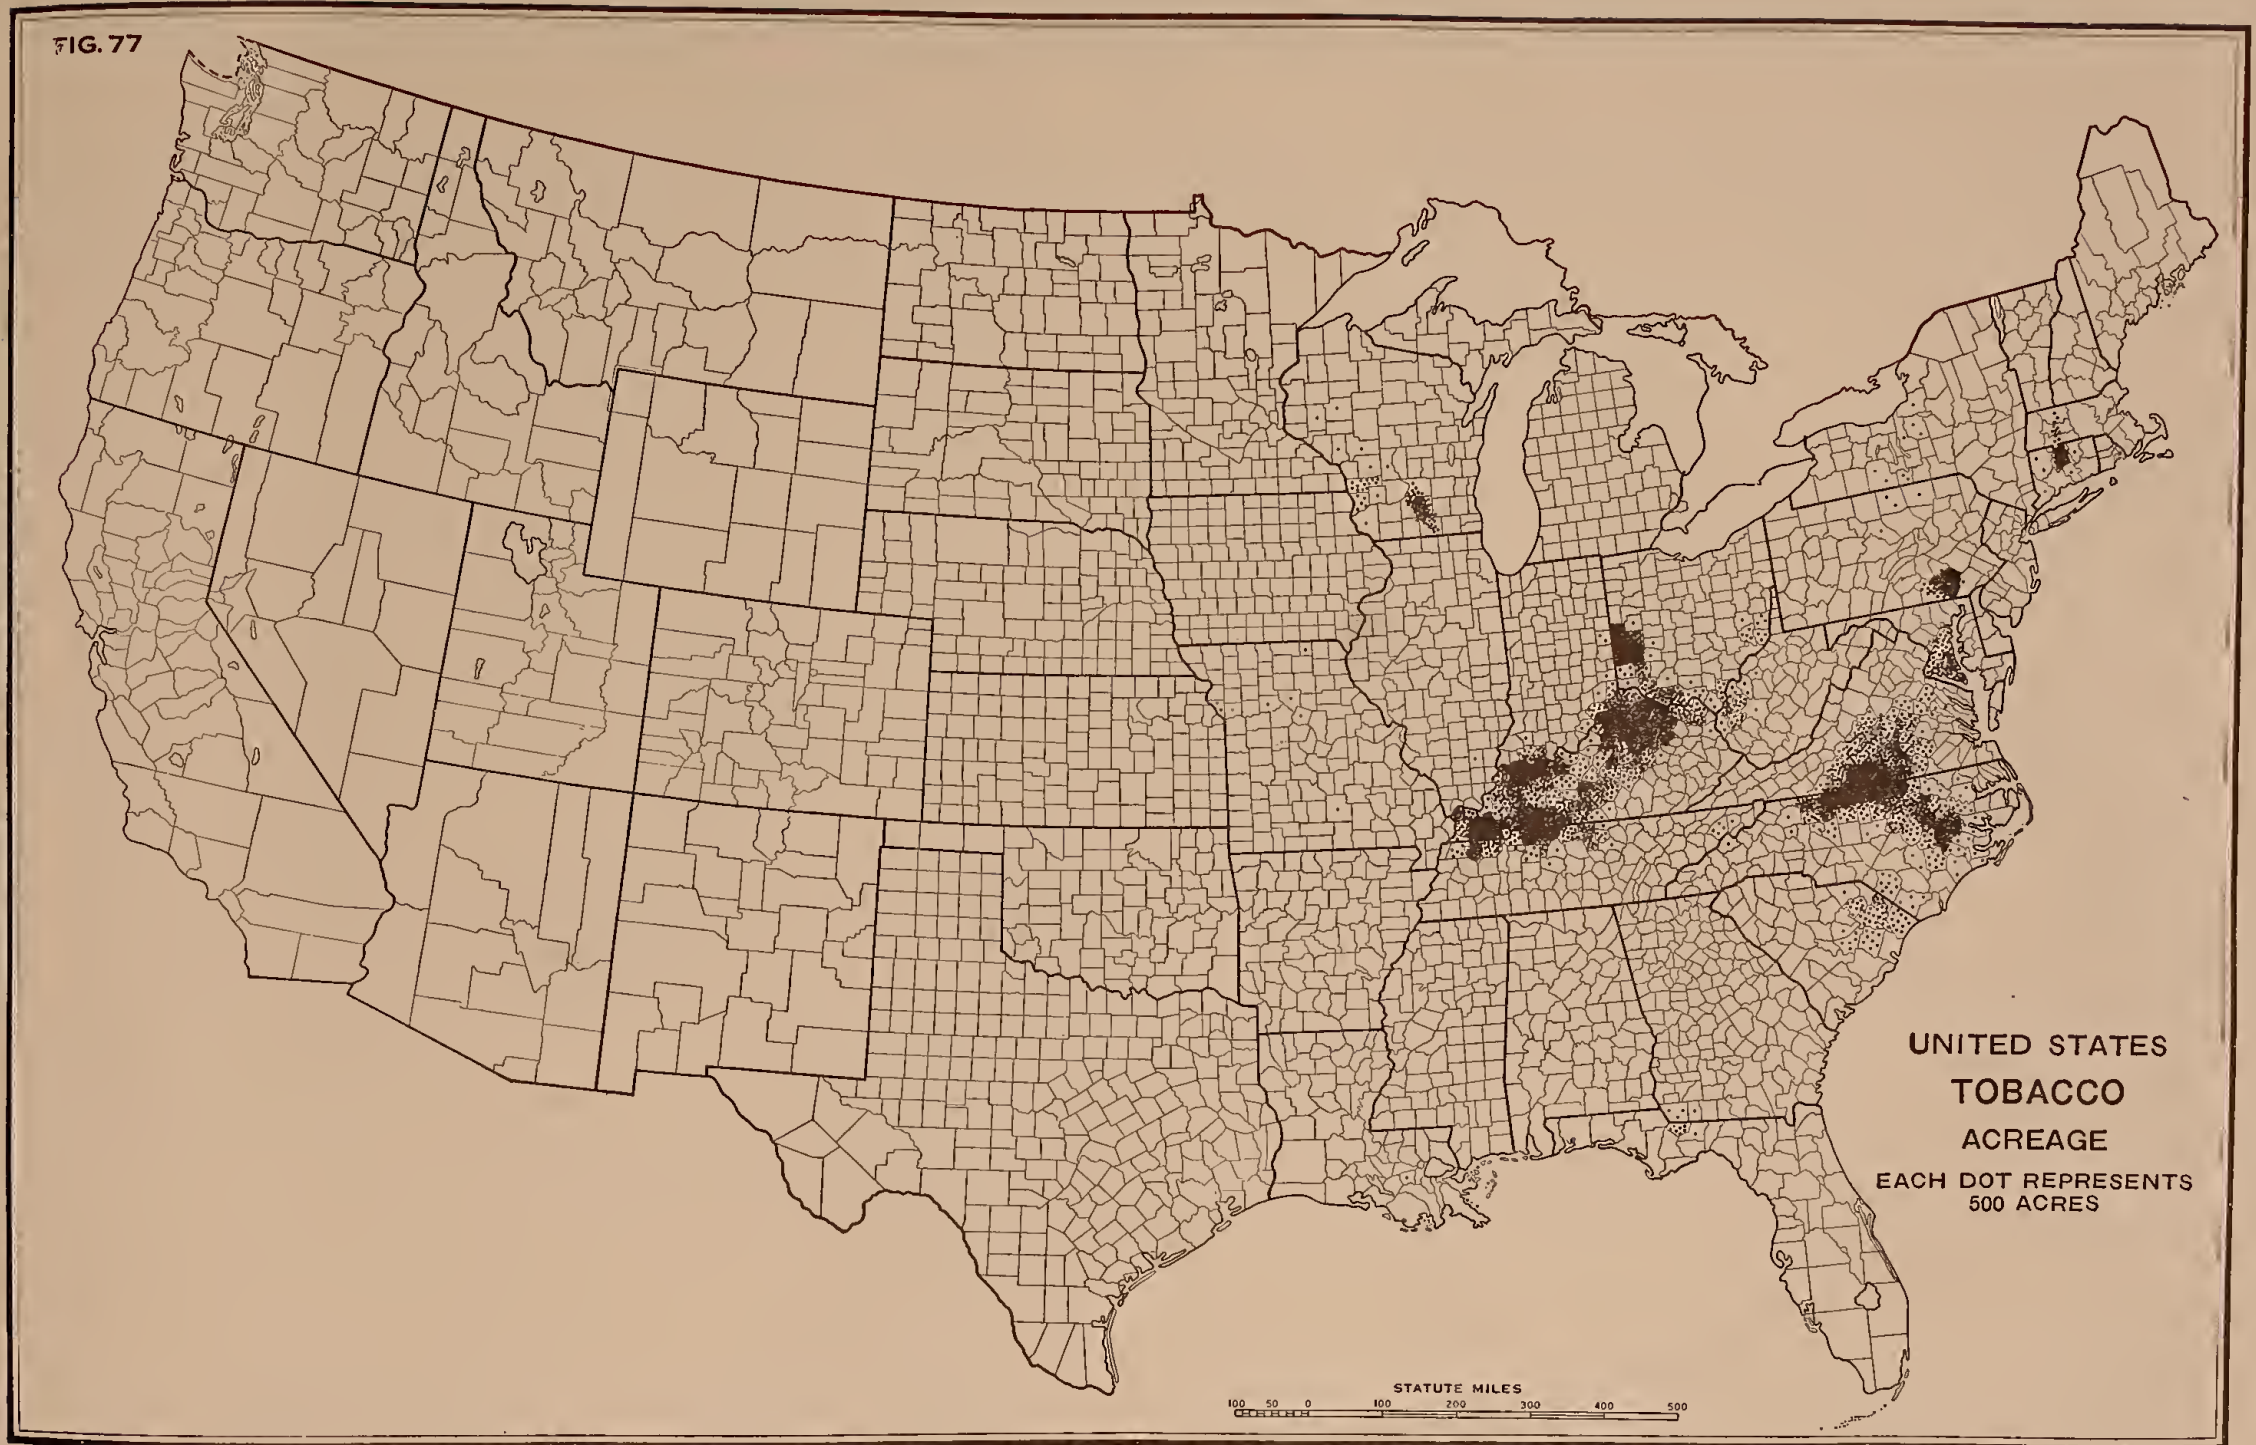 FIG. 77
UNITED STATES
TOBACCO
ACREAGE
EACH DOT REPRESENTS
500 ACRES
STATUTE MILES
100 50 0 100 200 300 400 500